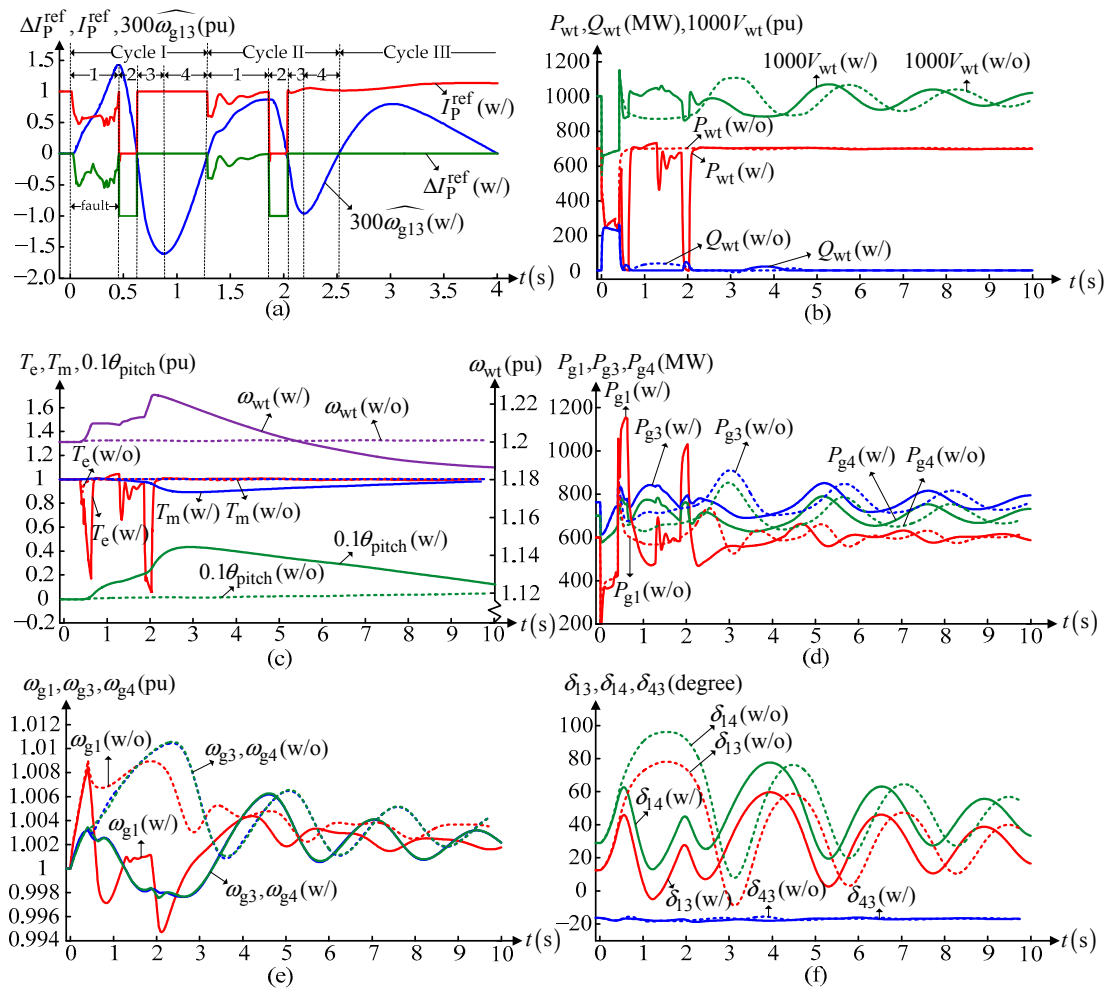 ΔI_P^ref, I_P^ref, 300ω̂_g13(pu)
Cycle I Cycle II Cycle III
1 2 3 4 1 2 3 4
1.5
1
0.5
0
−0.5
−1.0
−1.5
−2.0
I_P^ref(w/)
ΔI_P^ref(w/)
fault
300ω̂_g13(w/)
0 0.5 1 1.5 2 2.5 3 3.5 4
t(s)
(a)
P_wt, Q_wt(MW), 1000V_wt(pu)
1200
1000
800
600
400
200
0
1000V_wt(w/) 1000V_wt(w/o)
P_wt(w/o)
P_wt(w/)
Q_wt(w/o)
Q_wt(w/)
0 1 2 3 4 5 6 7 8 9 10
t(s)
(b)
T_e, T_m, 0.1θ_pitch(pu)
ω_wt(pu)
1.6
1.4
1.2
1
0.8
0.6
0.4
0.2
0
−0.2
1.22
1.2
1.18
1.16
1.14
1.12
ω_wt(w/) ω_wt(w/o)
T_e(w/o)
T_e(w/)
T_m(w/) T_m(w/o)
0.1θ_pitch(w/)
0.1θ_pitch(w/o)
0 1 2 3 4 5 6 7 8 9 10
t(s)
(c)
P_g1, P_g3, P_g4(MW)
1200
1000
800
600
400
200
P_g1(w/)
P_g3(w/) P_g3(w/o)
P_g4(w/) P_g4(w/o)
P_g1(w/o)
0 1 2 3 4 5 6 7 8 9 10
t(s)
(d)
ω_g1, ω_g3, ω_g4(pu)
1.012
1.01
1.008
1.006
1.004
1.002
1
0.998
0.996
0.994
ω_g1(w/o)
ω_g3, ω_g4(w/o)
ω_g1(w/)
ω_g3, ω_g4(w/)
0 1 2 3 4 5 6 7 8 9 10
t(s)
(e)
δ_13, δ_14, δ_43(degree)
100
80
60
40
20
0
−20
δ_14(w/o)
δ_13(w/o)
δ_14(w/)
δ_13(w/)
δ_43(w/o)
δ_43(w/)
0 1 2 3 4 5 6 7 8 9 10
t(s)
(f)